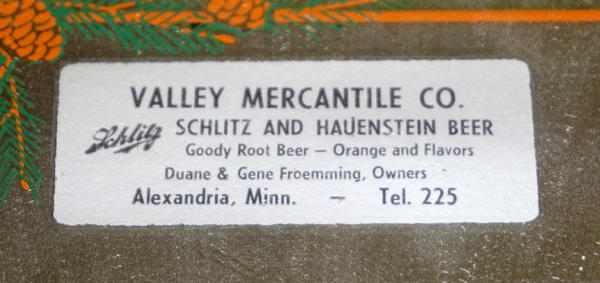 VALLEY MERCANTILE CO.
Schlitz SCHLITZ AND HAUENSTEIN BEER
Goody Root Beer — Orange and Flavors
Duane & Gene Froemming, Owners
Alexandria, Minn. — Tel. 225